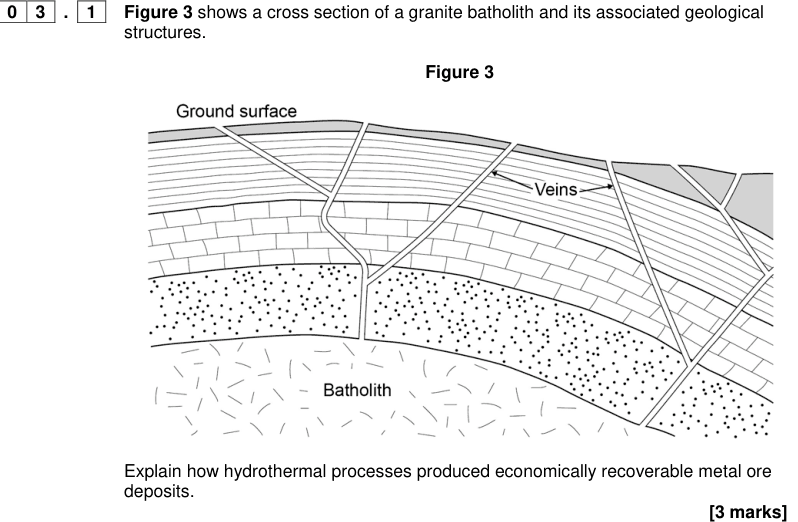 0 3 . 1 Figure 3 shows a cross section of a granite batholith and its associated geological
structures.
Figure 3
Ground surface
Veins
Batholith
Explain how hydrothermal processes produced economically recoverable metal ore
deposits.
[3 marks]